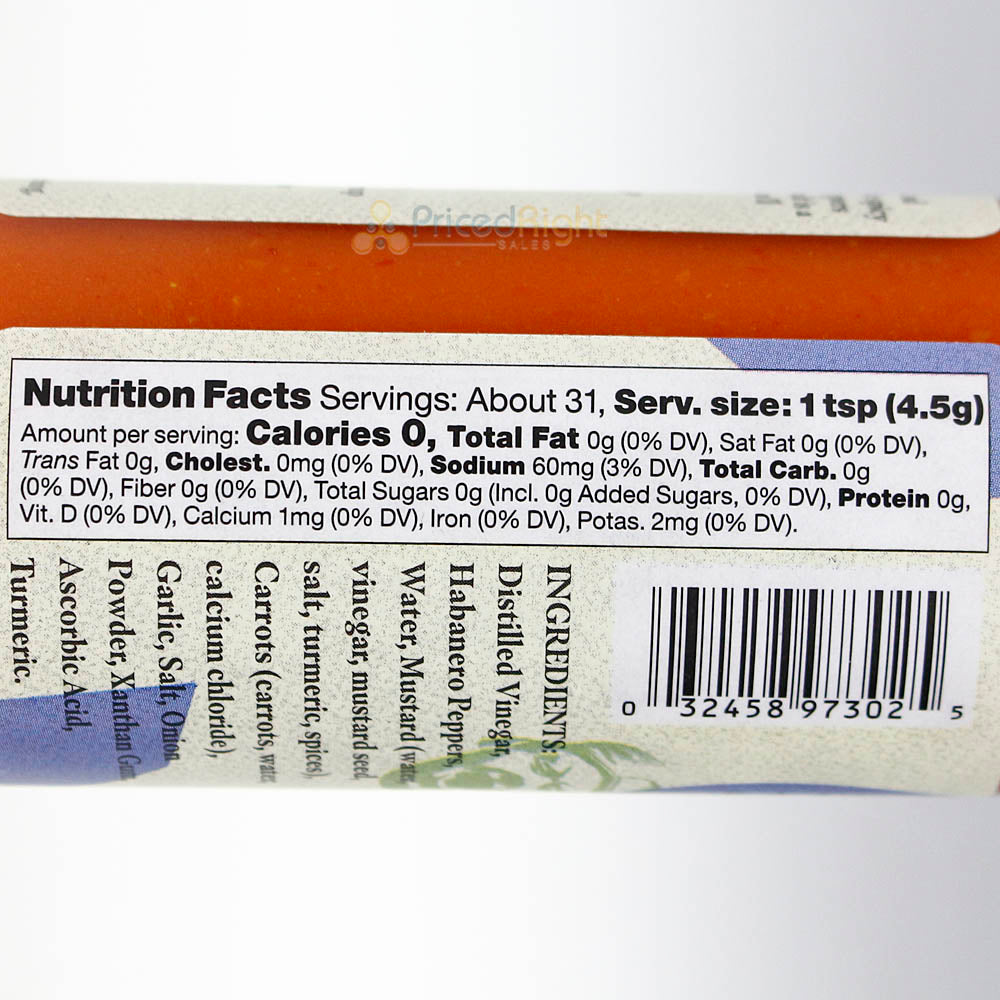 PricedRight
SALES
Nutrition Facts Servings: About 31, Serv. size: 1 tsp (4.5g)
Amount per serving: Calories 0, Total Fat 0g (0% DV), Sat Fat 0g (0% DV),
Trans Fat 0g, Cholest. 0mg (0% DV), Sodium 60mg (3% DV), Total Carb. 0g
(0% DV), Fiber 0g (0% DV), Total Sugars 0g (Incl. 0g Added Sugars, 0% DV), Protein 0g,
Vit. D (0% DV), Calcium 1mg (0% DV), Iron (0% DV), Potas. 2mg (0% DV).
INGREDIENTS:
Distilled Vinegar,
Habanero Peppers,
Water, Mustard
vinegar, mustard seed
salt, turmeric, spices)
Carrots (carrots,
calcium chloride),
Garlic, Salt, Onion
Powder, Xanthan
Ascorbic Acid,
Turmeric.
0 32458 97302 5